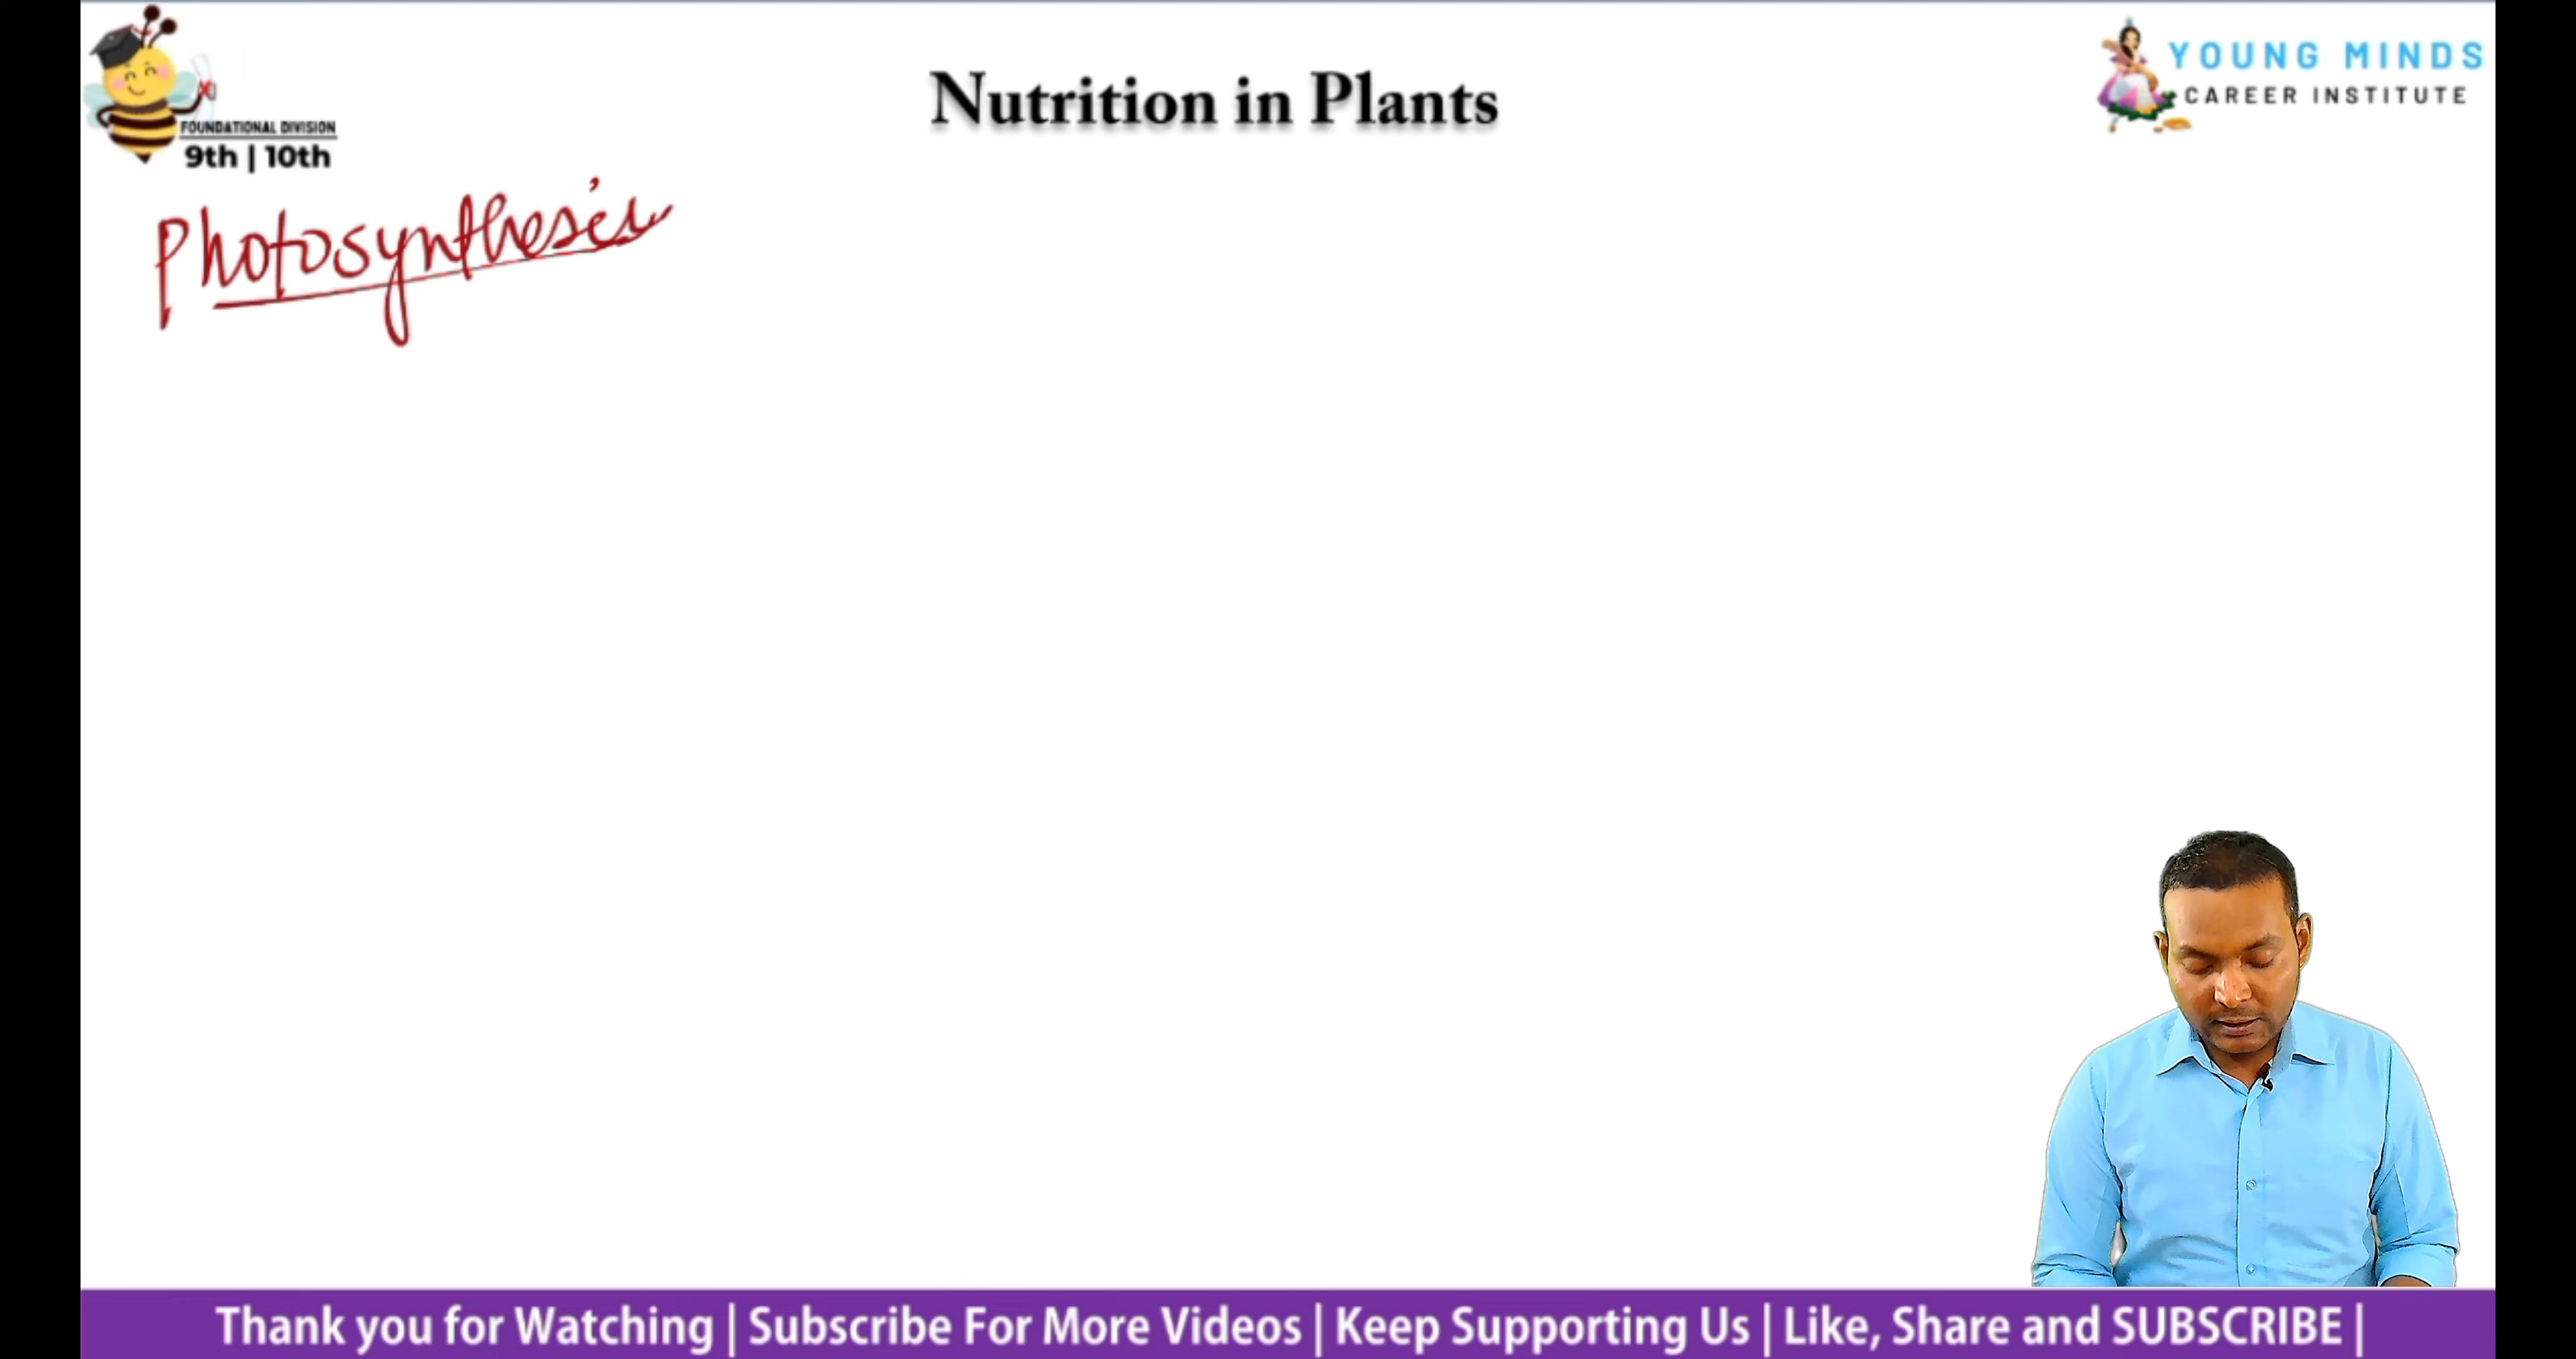 Nutrition in Plants
YOUNG MINDS
CAREER INSTITUTE
FOUNDATIONAL DIVISION
9th | 10th
Photosynthesis
Thank you for Watching | Subscribe For More Videos | Keep Supporting Us | Like, Share and SUBSCRIBE |